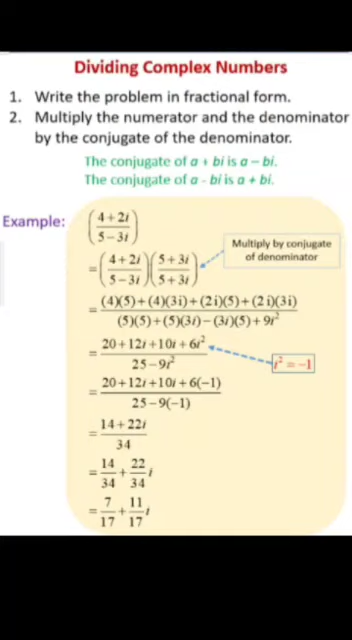 Dividing Complex Numbers
1. Write the problem in fractional form.
2. Multiply the numerator and the denominator
by the conjugate of the denominator.
The conjugate of a + bi is a – bi.
The conjugate of a - bi is a + bi.
Example: ((4+2i)/(5−3i))
=((4+2i)/(5−3i))((5+3i)/(5+3i))
Multiply by conjugate
of denominator
=((4)(5)+(4)(3i)+(2i)(5)+(2i)(3i))/((5)(5)+(5)(3i)−(3i)(5)+9i²)
=(20+12i+10i+6i²)/(25−9i²)
i² = −1
=(20+12i+10i+6(−1))/(25−9(−1))
=(14+22i)/34
=14/34+22/34 i
=7/17+11/17 i